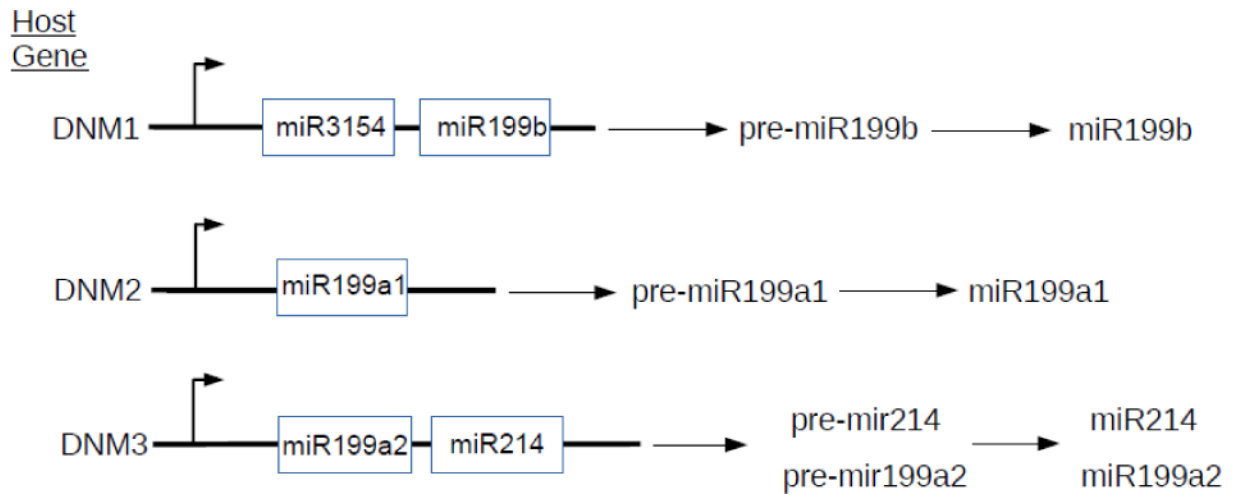 Host
Gene
DNM1 miR3154 miR199b pre-miR199b miR199b
DNM2 miR199a1 pre-miR199a1 miR199a1
DNM3 miR199a2 miR214 pre-mir214 miR214
pre-mir199a2 miR199a2